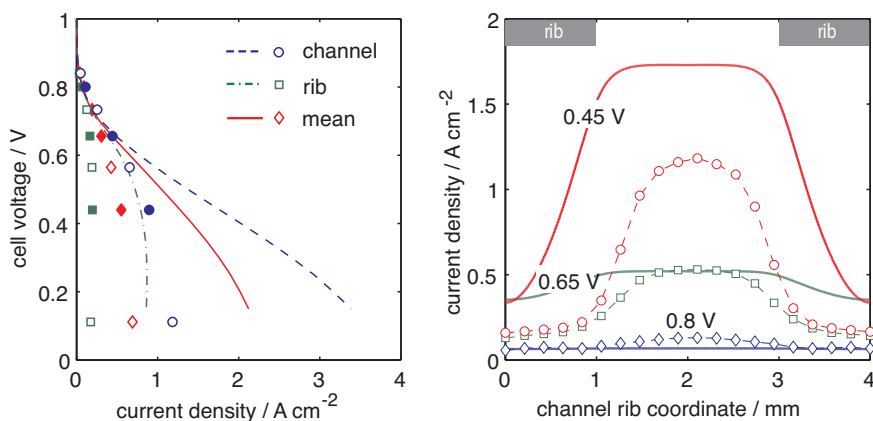 1
0.8
0.6
0.4
0.2
0
0 1 2 3 4
cell voltage / V
current density / A cm⁻²
channel
rib
mean
2
1.5
1
0.5
0
0 1 2 3 4
current density / A cm⁻²
channel rib coordinate / mm
rib rib
0.45 V
0.65 V
0.8 V